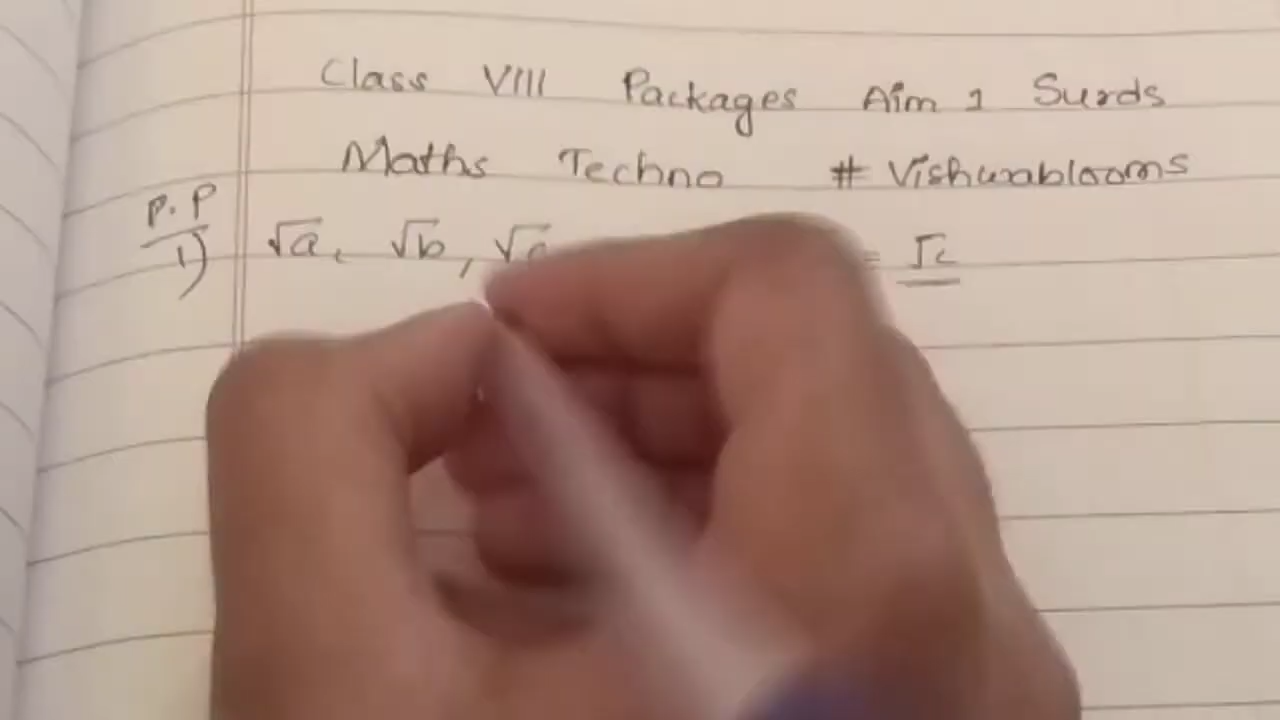 Class VIII Packages Aim 1 Surds
Maths Techno # Vishwablooms
P.P
1) √a, √b, √c = √c